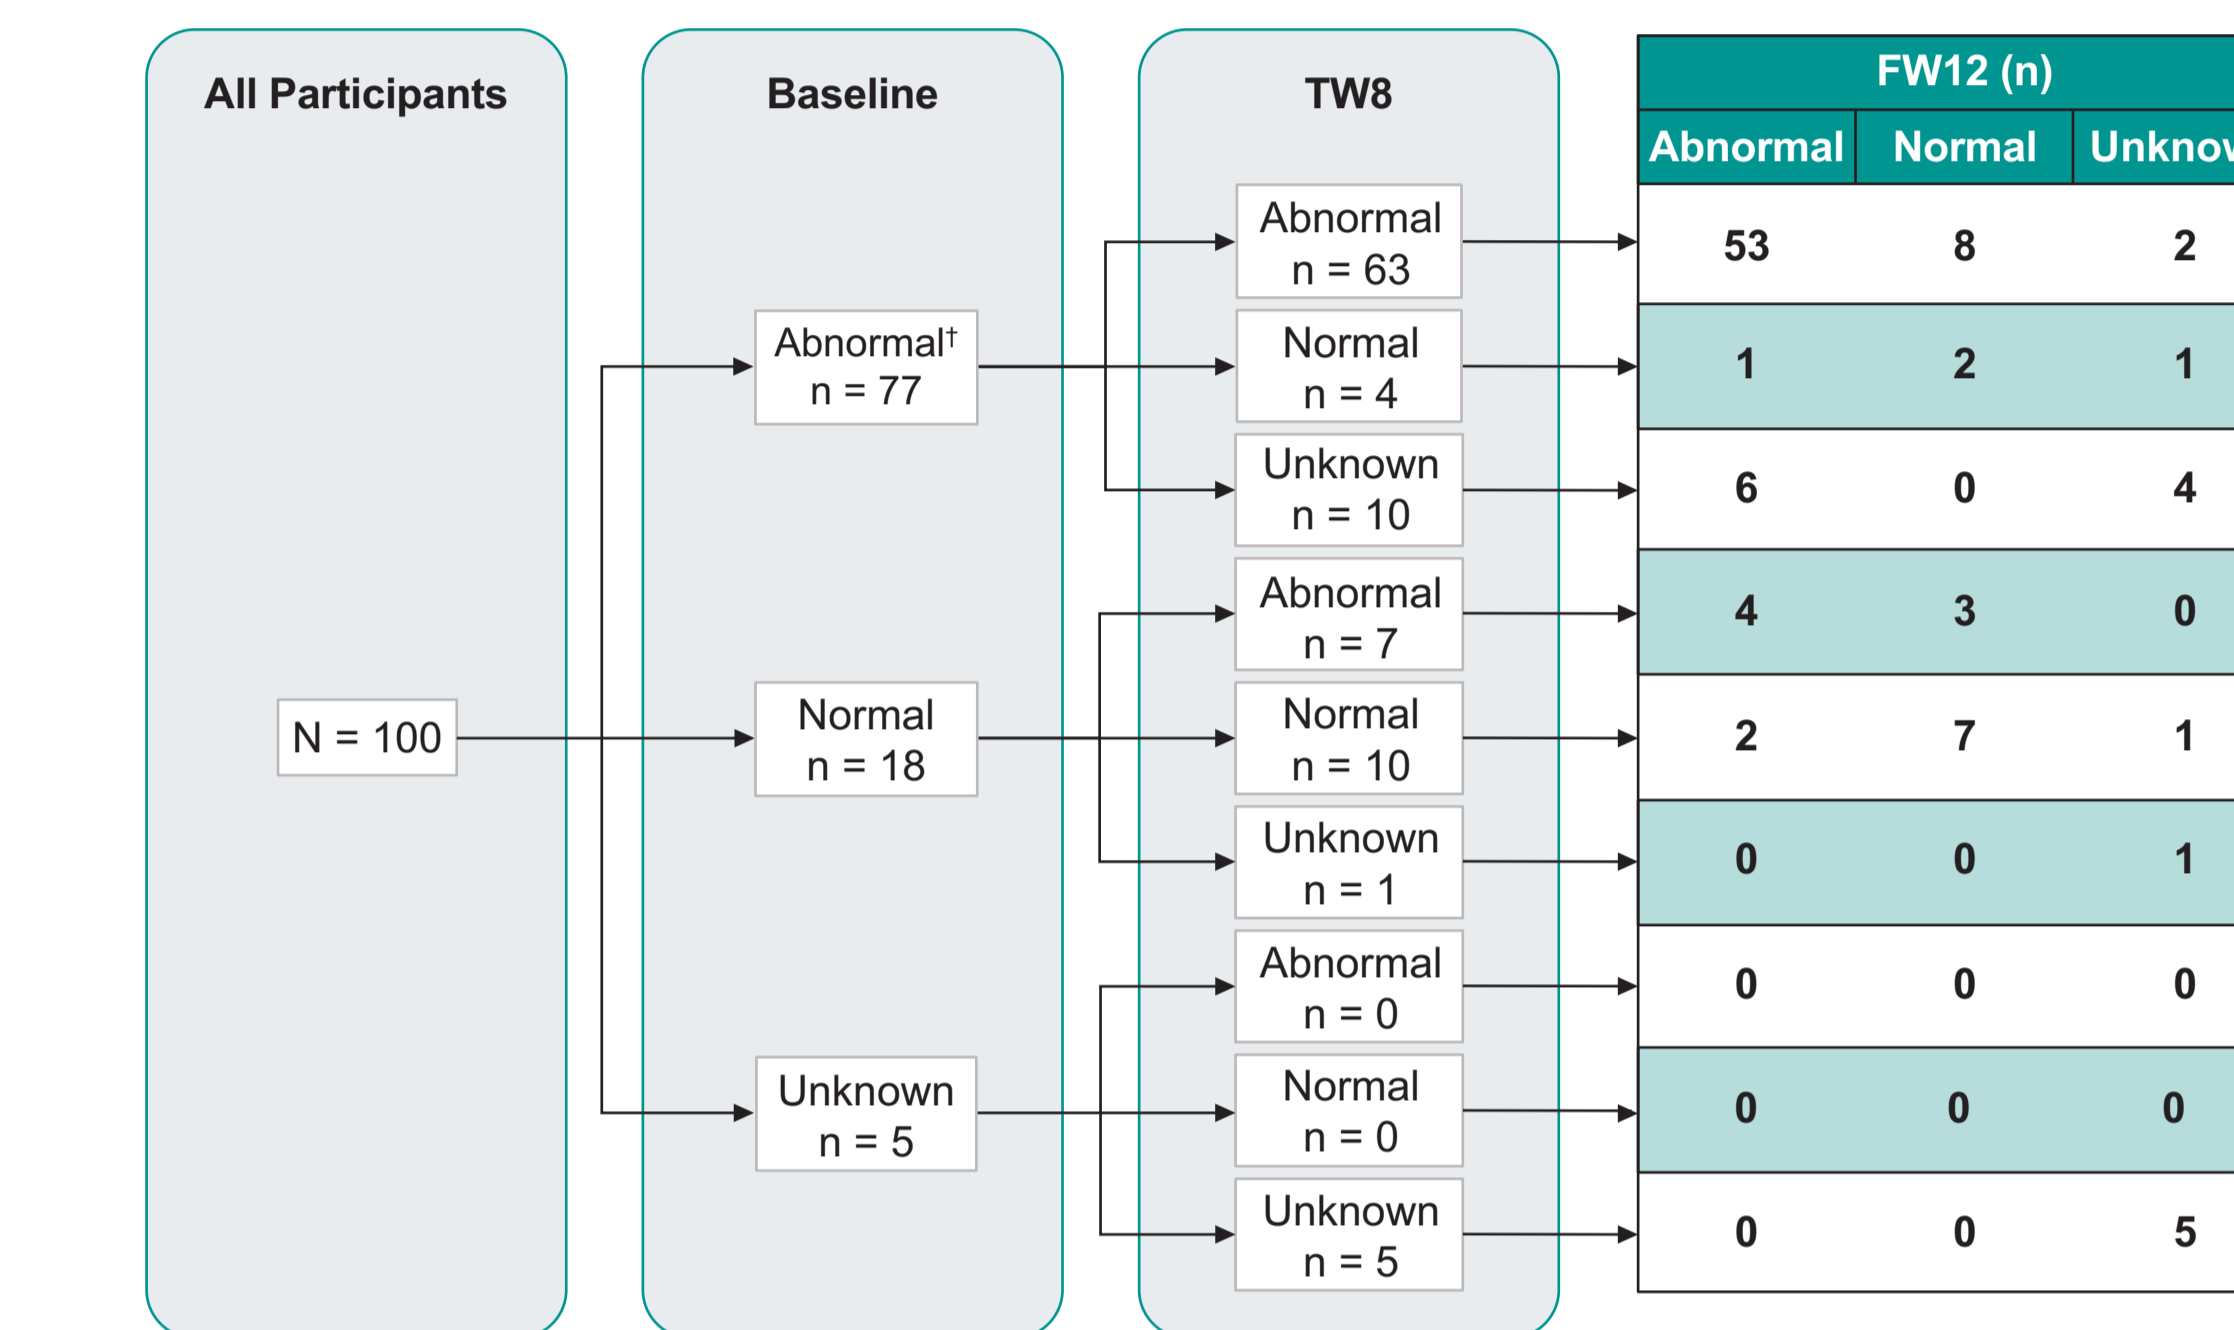 All Participants
Baseline
TW8
FW12 (n)
Abnormal
Normal
N = 100
Abnormal†
n = 77
Normal
n = 18
Unknown
n = 5
Abnormal
n = 63
53
8
2
Normal
n = 4
1
2
1
Unknown
n = 10
6
0
4
Abnormal
n = 7
4
3
0
Normal
n = 10
2
7
1
Unknown
n = 1
0
0
1
Abnormal
n = 0
0
0
0
Normal
n = 0
0
0
0
Unknown
n = 5
0
0
5